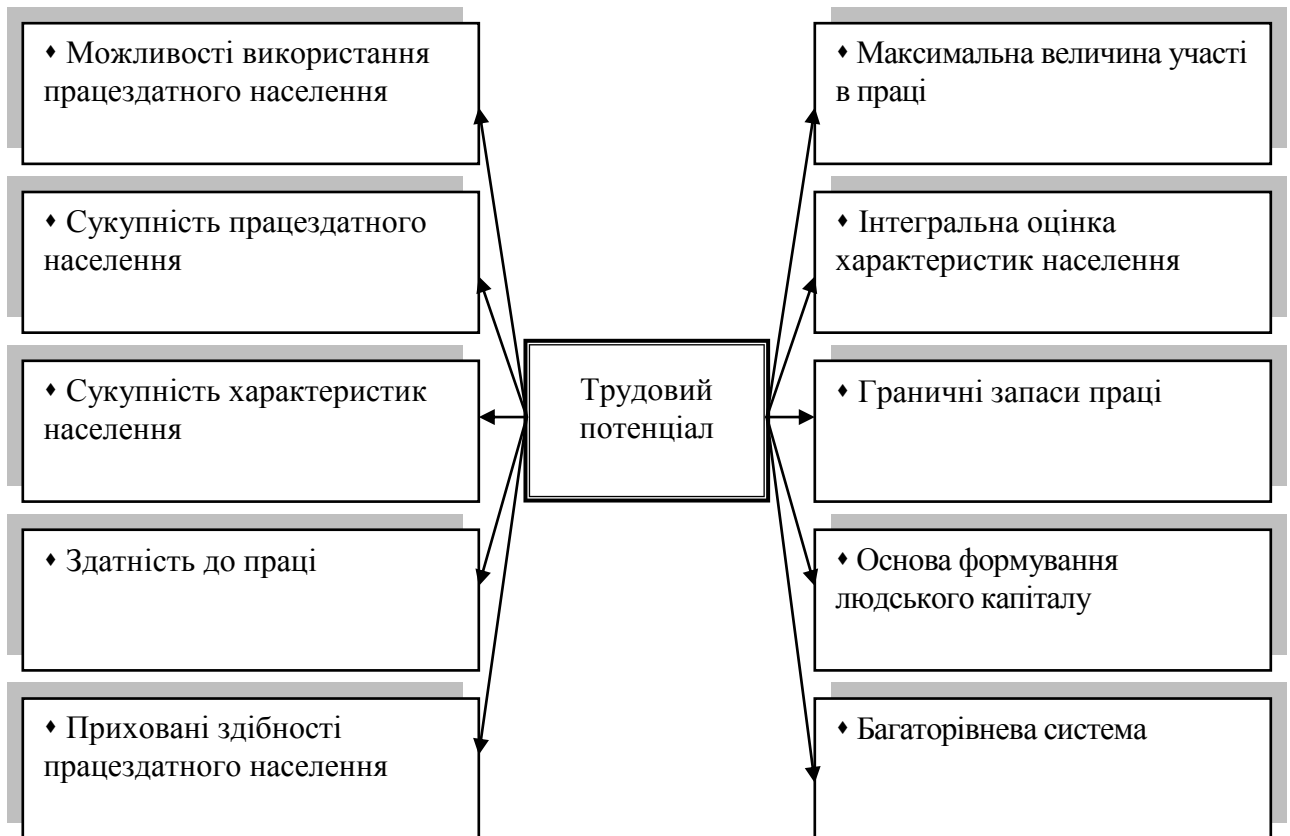 ♦ Можливості використання
працездатного населення
♦ Сукупність працездатного
населення
♦ Сукупність характеристик
населення
♦ Здатність до праці
♦ Приховані здібності
працездатного населення
Трудовий
потенціал
♦ Максимальна величина участі
в праці
♦ Інтегральна оцінка
характеристик населення
♦ Граничні запаси праці
♦ Основа формування
людського капіталу
♦ Багаторівнева система